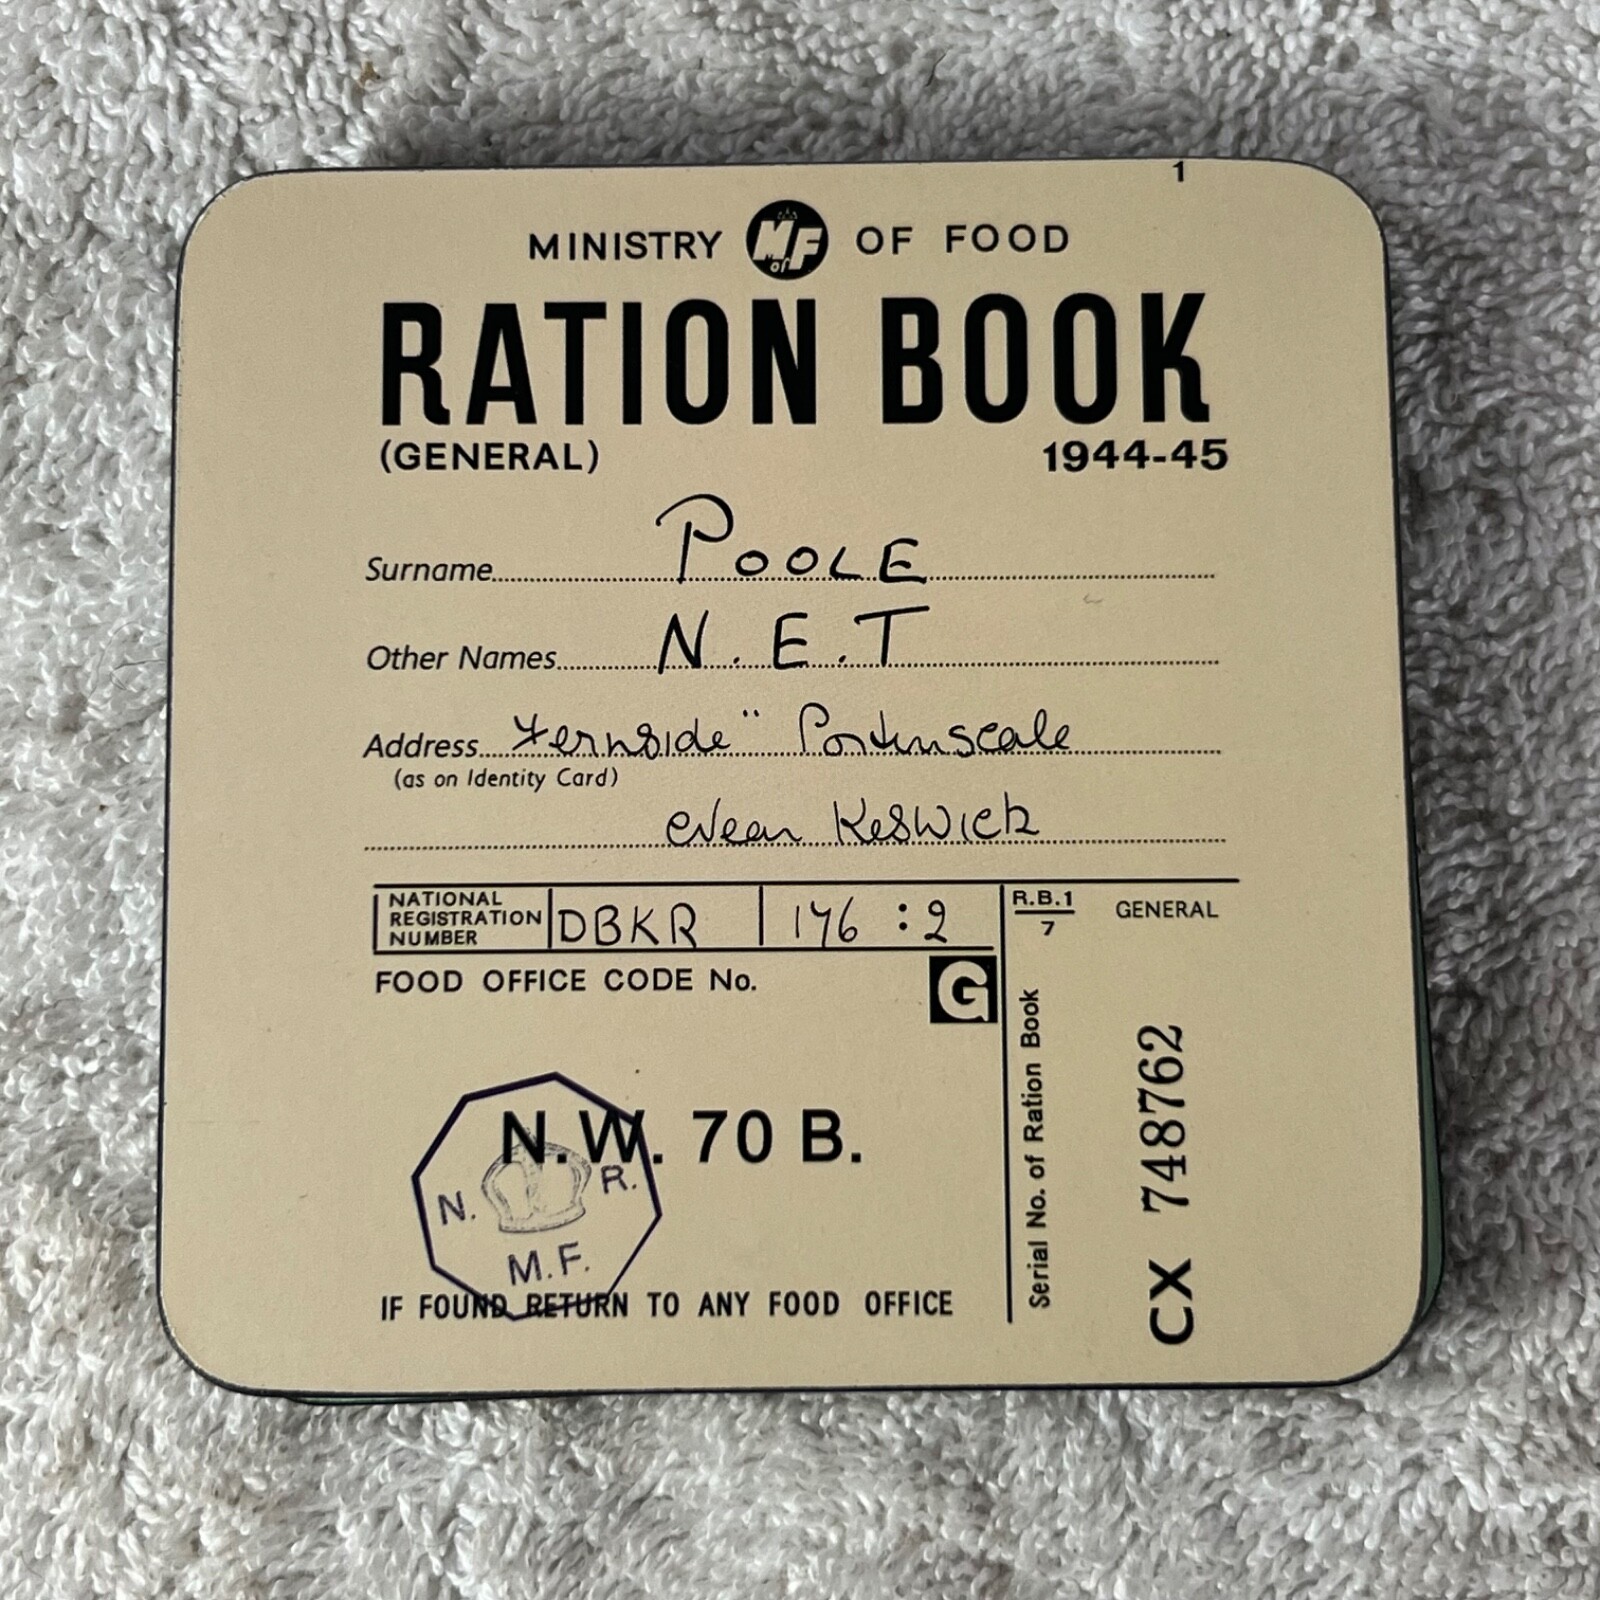 1
MINISTRY MofF OF FOOD
RATION BOOK
(GENERAL) 1944-45
Surname POOLE
Other Names N.E.T
Address "Fernside" Portinscale
(as on Identity Card)
Near Keswick
NATIONAL REGISTRATION NUMBER DBKR 176 :2
R.B.1
7
GENERAL
FOOD OFFICE CODE No. G
N.W. 70 B.
N. R.
M.F.
IF FOUND RETURN TO ANY FOOD OFFICE
Serial No. of Ration Book
CX 748762